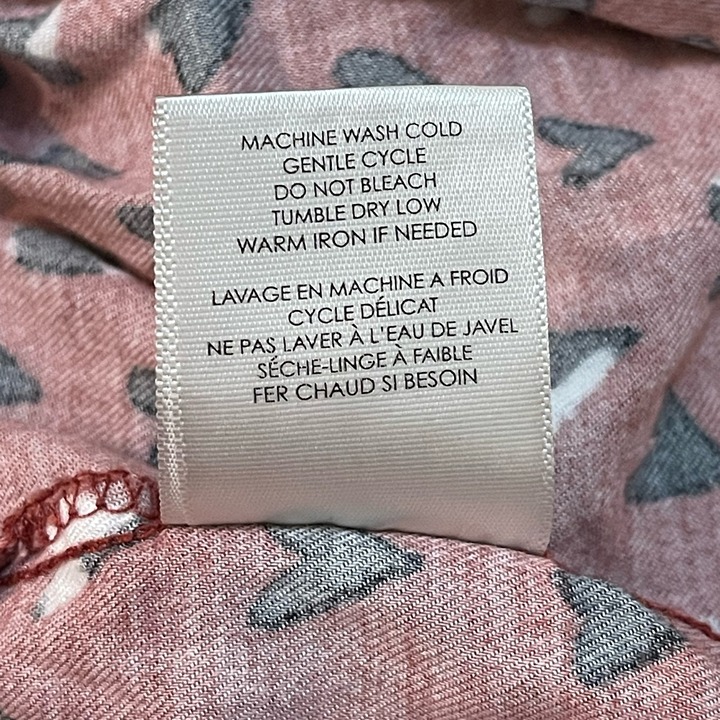 MACHINE WASH COLD
GENTLE CYCLE
DO NOT BLEACH
TUMBLE DRY LOW
WARM IRON IF NEEDED
LAVAGE EN MACHINE A FROID
CYCLE DÉLICAT
NE PAS LAVER À L'EAU DE JAVEL
SÉCHE-LINGE À FAIBLE
FER CHAUD SI BESOIN